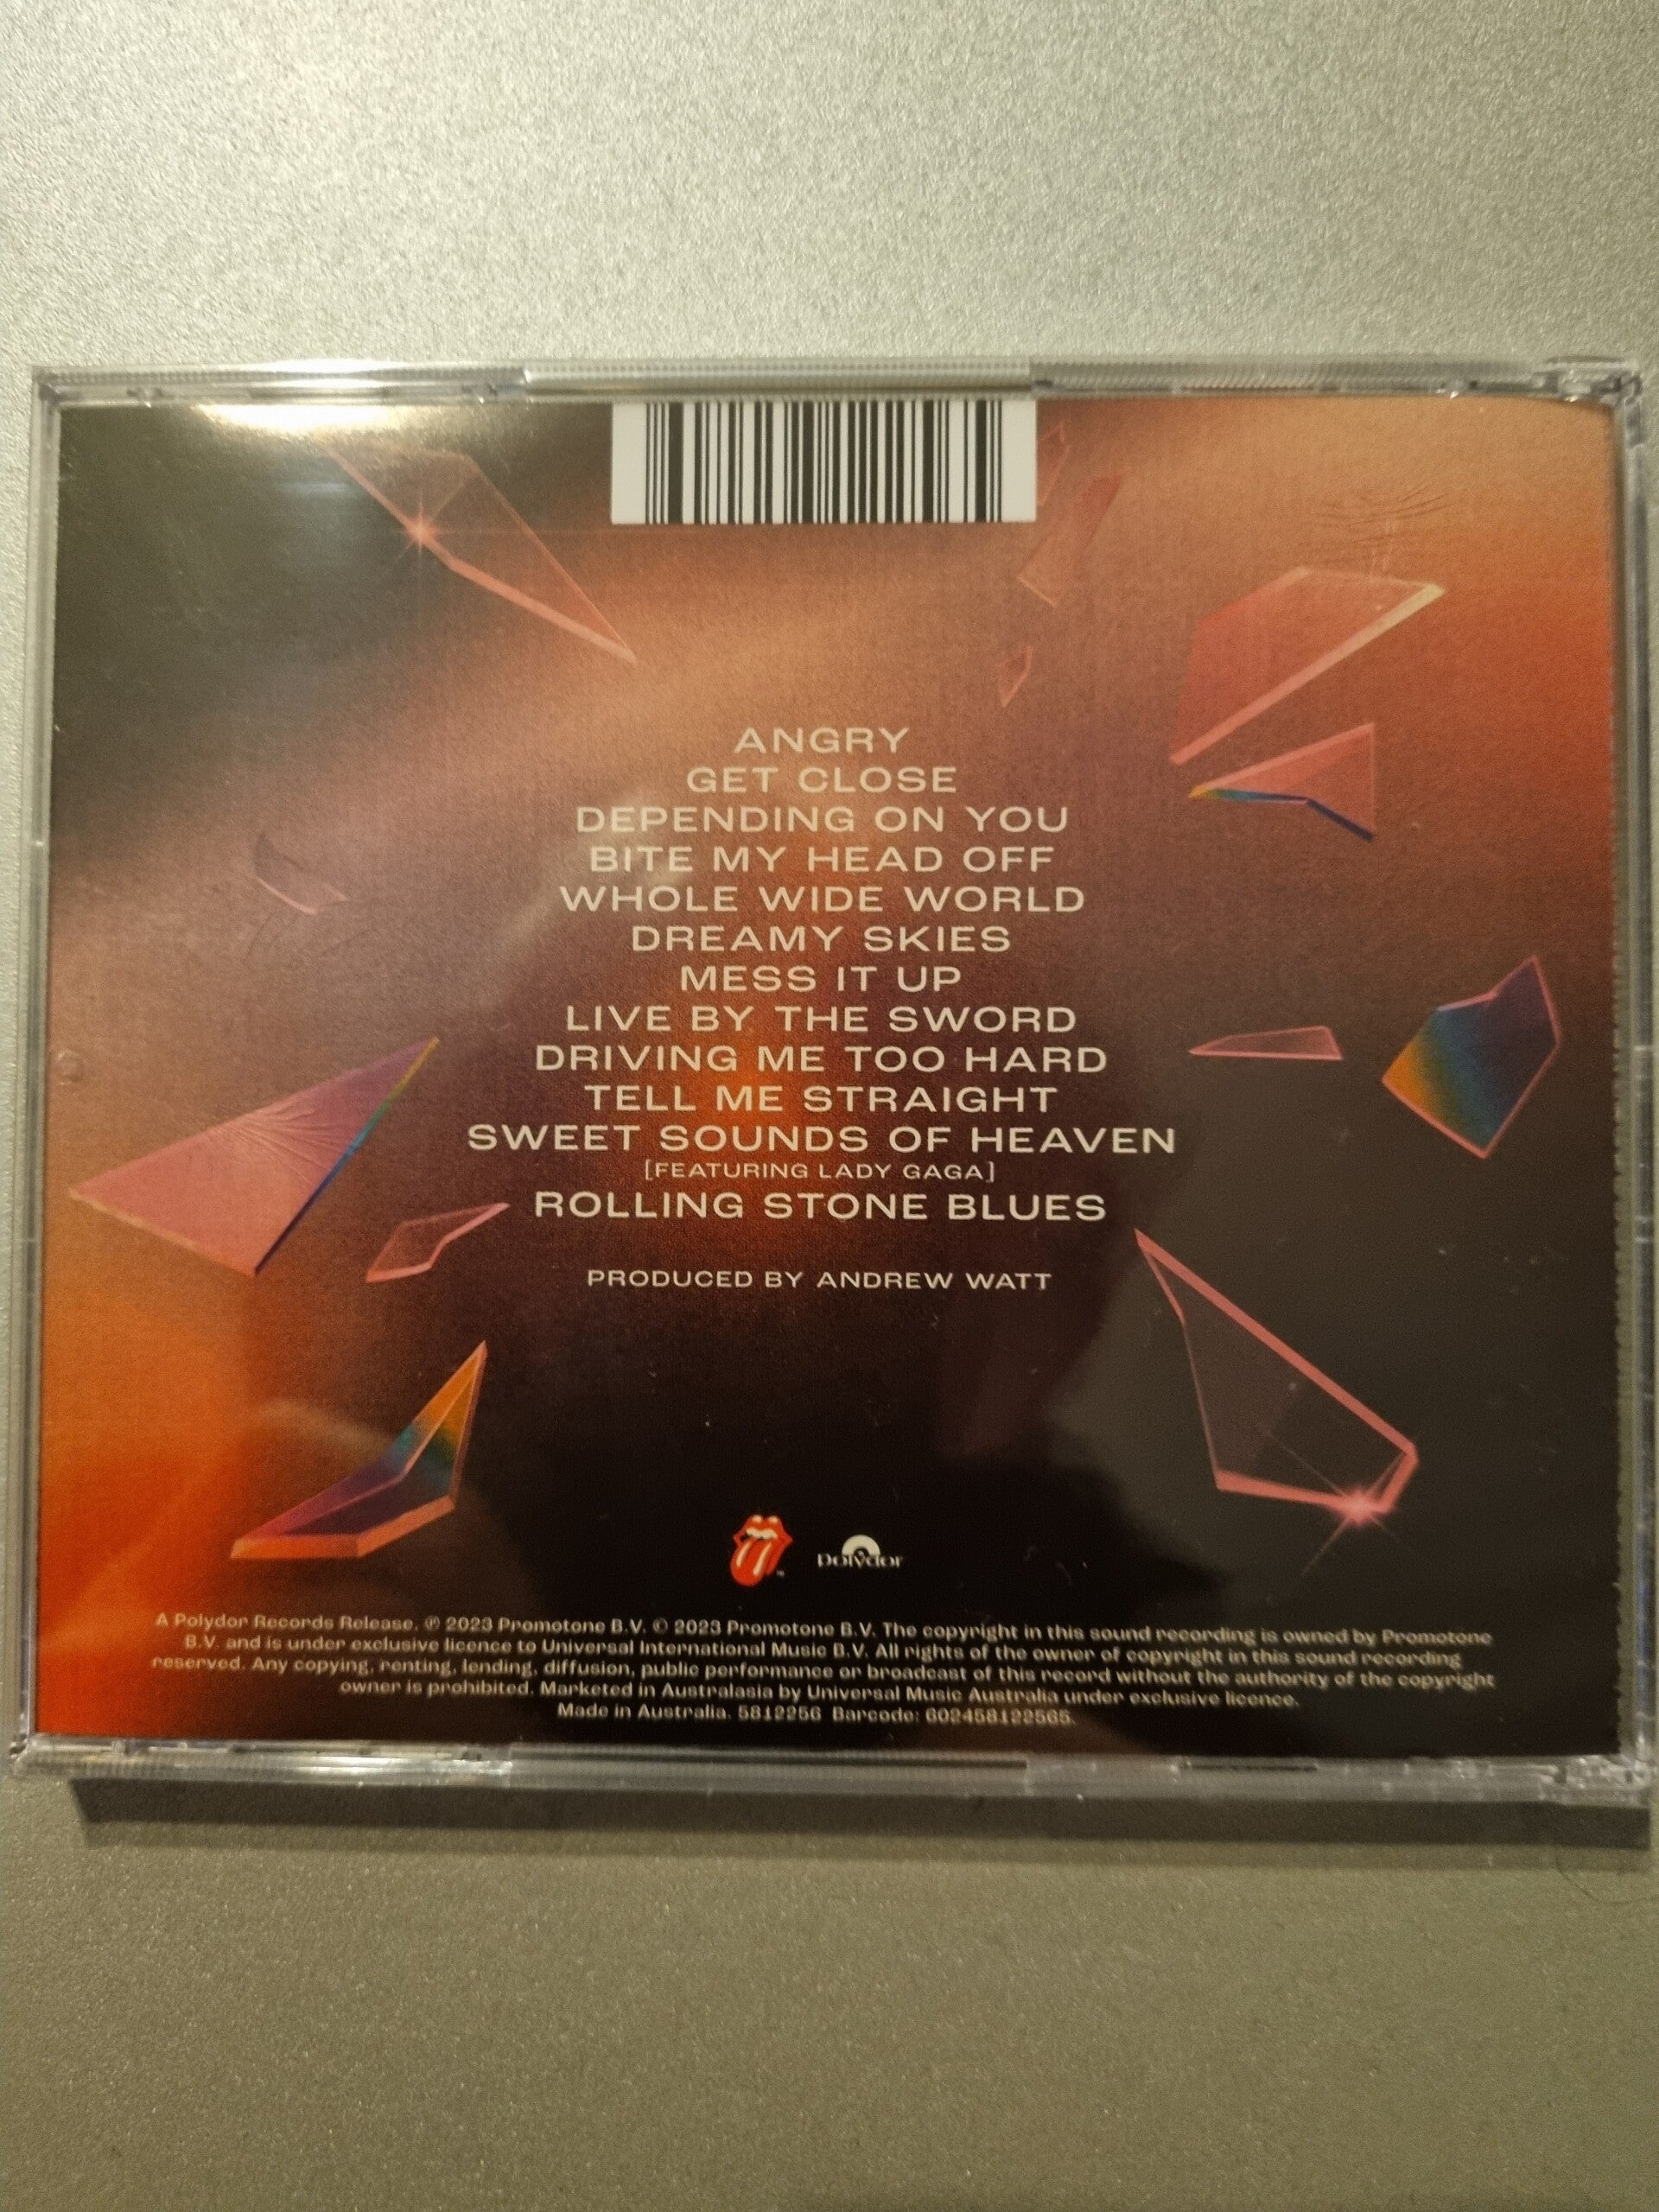 ANGRY
GET CLOSE
DEPENDING ON YOU
BITE MY HEAD OFF
WHOLE WIDE WORLD
DREAMY SKIES
MESS IT UP
LIVE BY THE SWORD
DRIVING ME TOO HARD
TELL ME STRAIGHT
SWEET SOUNDS OF HEAVEN
[FEATURING LADY GAGA]
ROLLING STONE BLUES
PRODUCED BY ANDREW WATT
polydor
A Polydor Records Release. ℗ 2023 Promotone B.V. © 2023 Promotone B.V. The copyright in this sound recording is owned by Promotone
B.V. and is under exclusive licence to Universal International Music B.V. All rights of the owner of copyright in this sound recording
reserved. Any copying, renting, lending, diffusion, public performance or broadcast of this record without the authority of the copyright
owner is prohibited. Marketed in Australasia by Universal Music Australia under exclusive licence.
Made in Australia. 5812256 Barcode: 602458122565.